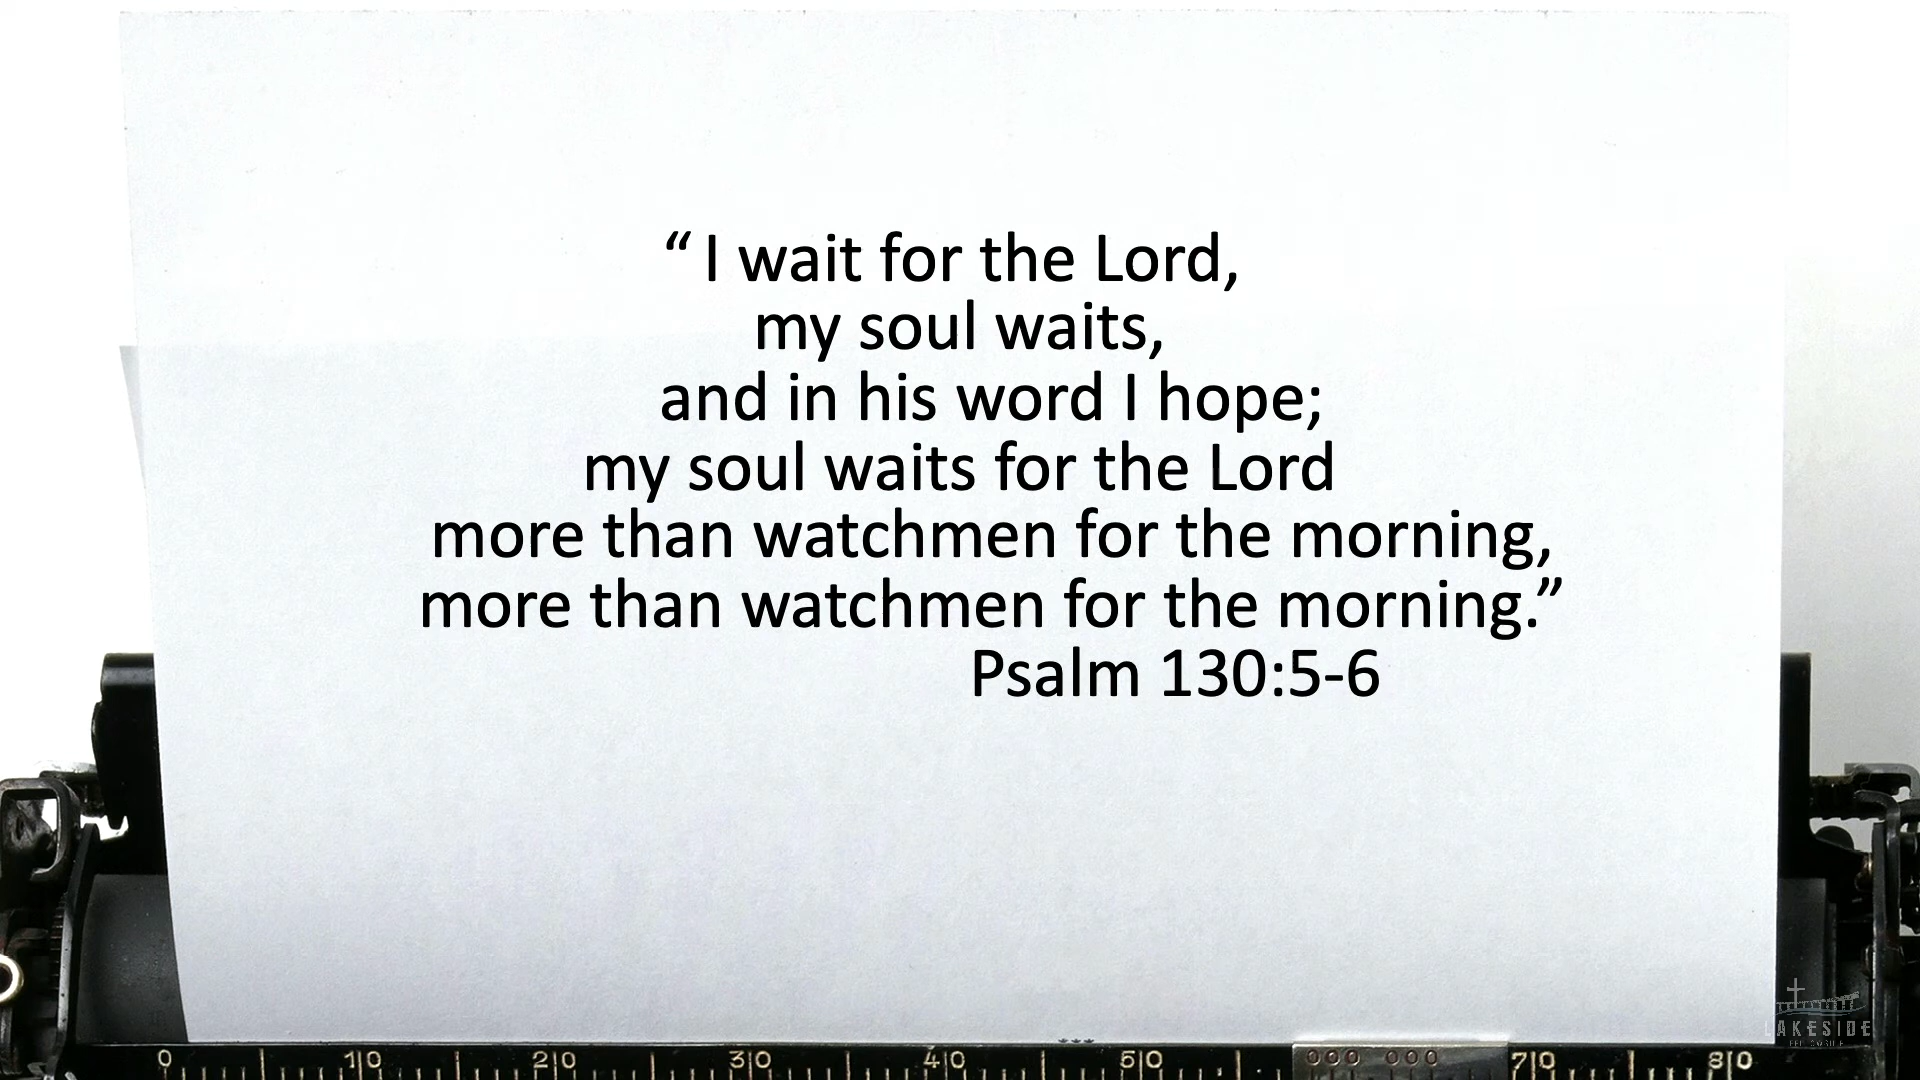 “ I wait for the Lord,
my soul waits,
and in his word I hope;
my soul waits for the Lord
more than watchmen for the morning,
more than watchmen for the morning.”
Psalm 130:5-6
LAKESIDE
0 10 20 30 40 50 000 000 70 80